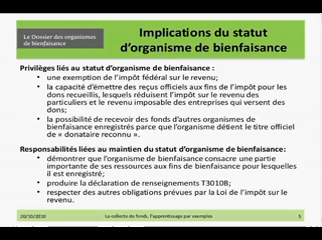 Le Dossier des organismes
de bienfaisance
Implications du statut
d'organisme de bienfaisance
Privilèges liés au statut d'organisme de bienfaisance :
• une exemption de l'impôt fédéral sur le revenu;
• la capacité d'émettre des reçus officiels aux fins de l'impôt pour les
dons recueillis, lesquels réduisent l'impôt sur le revenu des
particuliers et le revenu imposable des entreprises qui versent des
dons;
• la possibilité de recevoir des fonds d'autres organismes de
bienfaisance enregistrés parce que l'organisme détient le titre officiel
de « donataire reconnu ».
Responsabilités liées au maintien du statut d'organisme de bienfaisance:
• démontrer que l'organisme de bienfaisance consacre une partie
importante de ses ressources aux fins de bienfaisance pour lesquelles
il est enregistré;
• produire la déclaration de renseignements T3010B;
• respecter des autres obligations prévues par la Loi de l'impôt sur le
revenu.
20/10/2010
La collecte de fonds, l'apprentissage par exemples
5